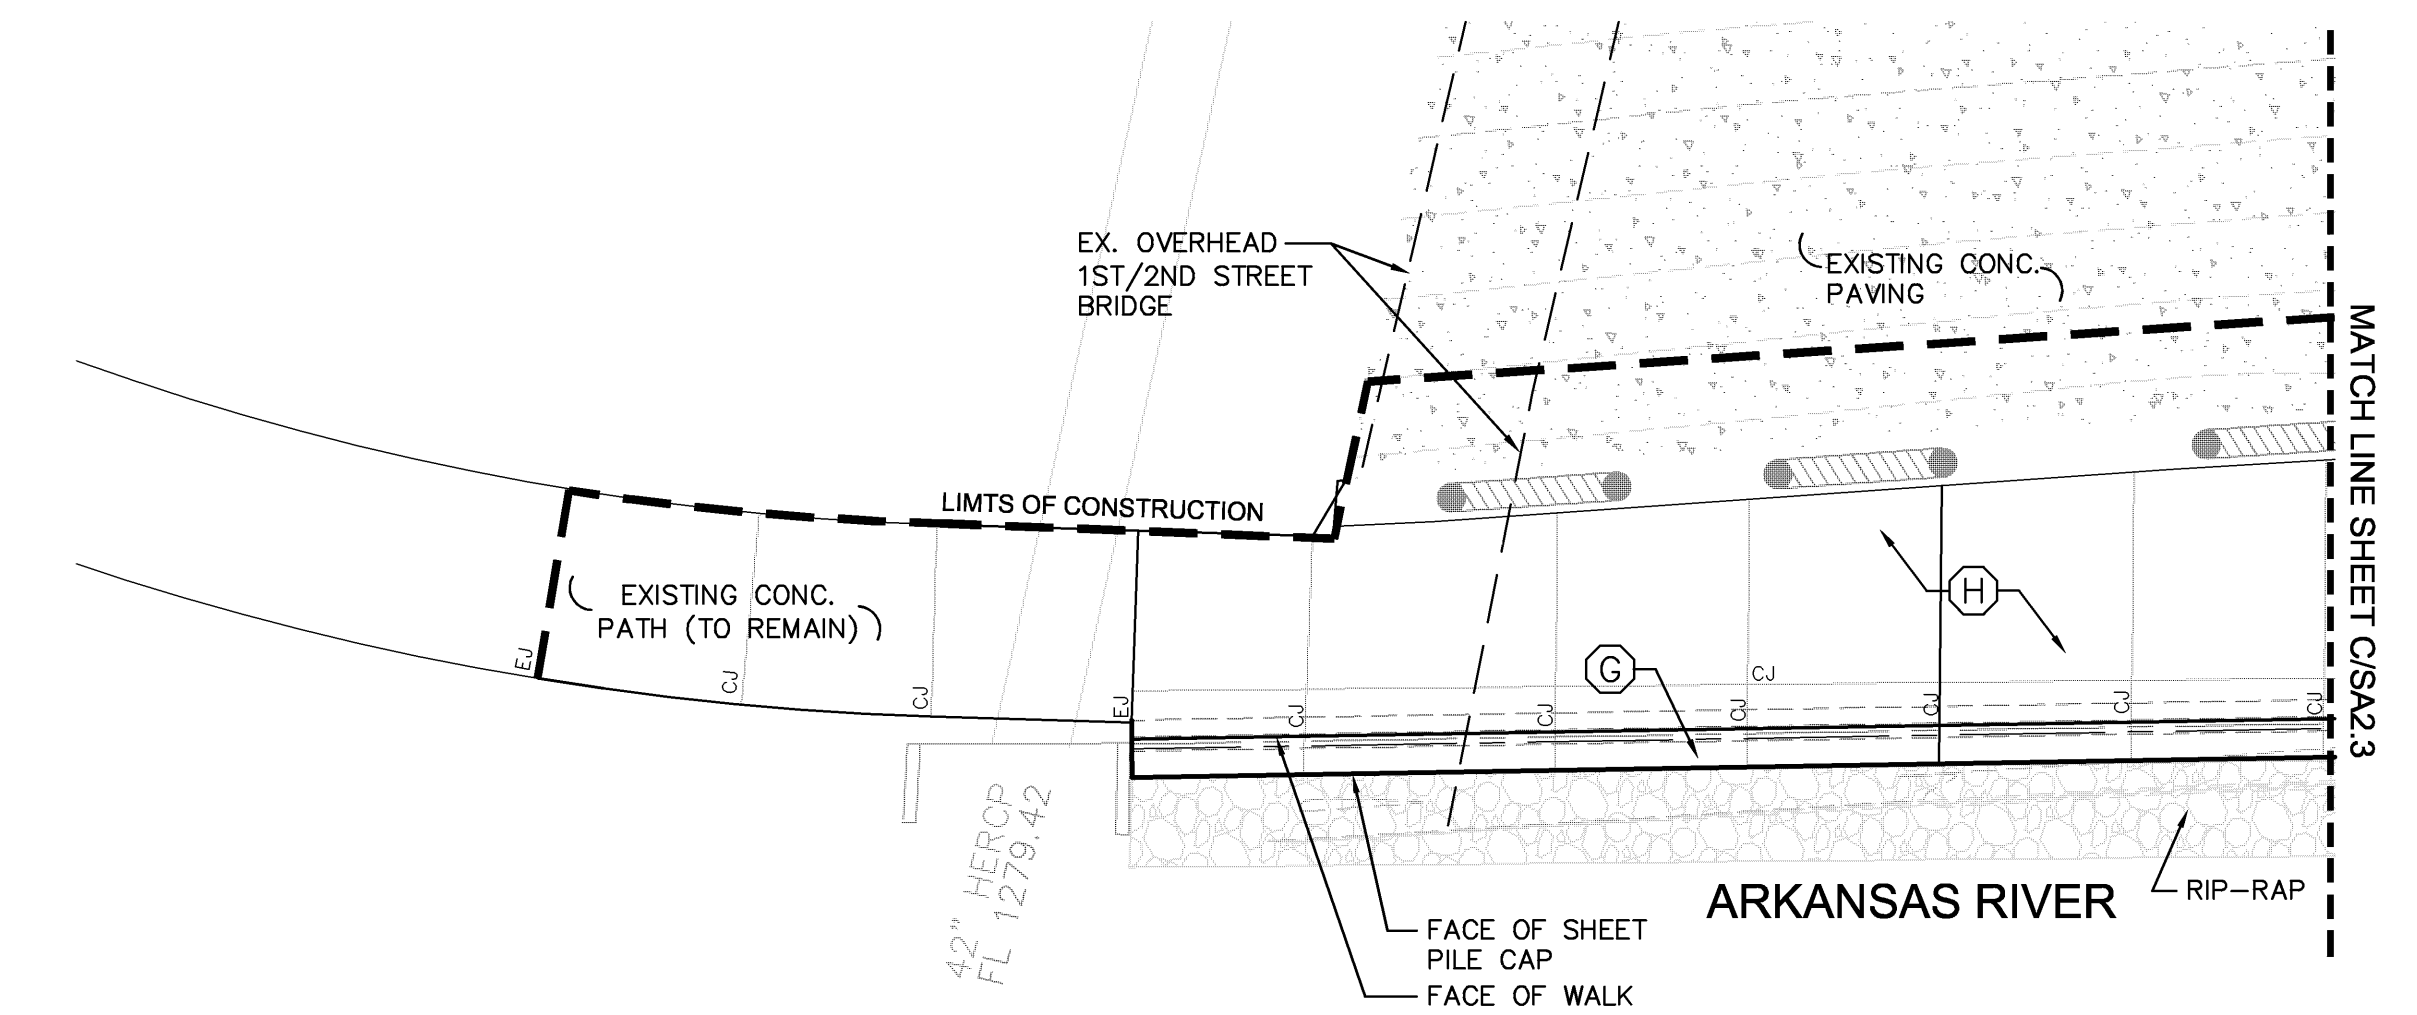 EX. OVERHEAD
1ST/2ND STREET
BRIDGE
EXISTING CONC.
PAVING
MATCH LINE SHEET C/SA2.3
LIMTS OF CONSTRUCTION
EXISTING CONC.
PATH (TO REMAIN)
H
G
EJ
CJ
CJ
EJ
CJ
CJ
CJ
CJ
CJ
CJ
CJ
42" HERCP
FL 1279.42
ARKANSAS RIVER
RIP-RAP
FACE OF SHEET
PILE CAP
FACE OF WALK